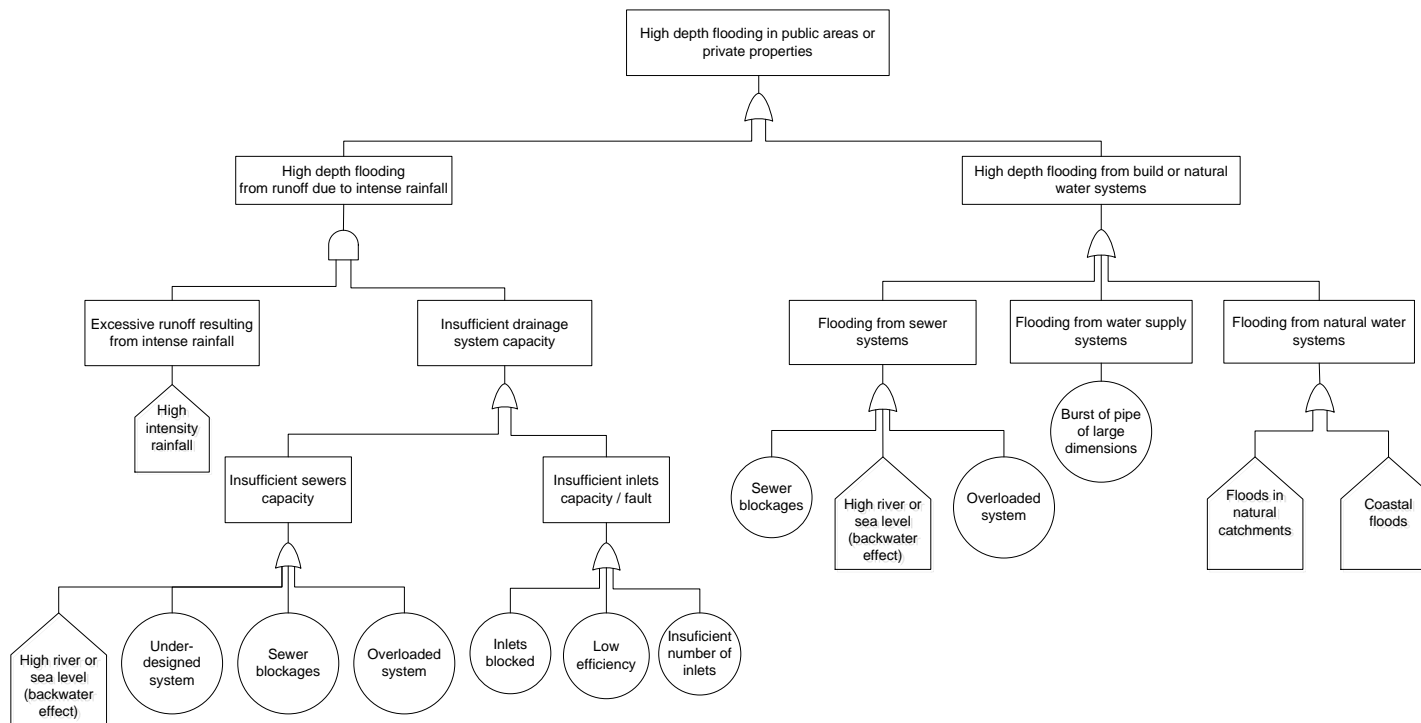 High depth flooding in public areas or
private properties
High depth flooding
from runoff due to intense rainfall
High depth flooding from build or natural
water systems
Excessive runoff resulting
from intense rainfall
Insufficient drainage
system capacity
Flooding from sewer
systems
Flooding from water supply
systems
Flooding from natural water
systems
High
intensity
rainfall
Burst of pipe
of large
dimensions
Insufficient sewers
capacity
Insufficient inlets
capacity / fault
Sewer
blockages
High river or
sea level
(backwater
effect)
Overloaded
system
Floods in
natural
catchments
Coastal
floods
High river or
sea level
(backwater
effect)
Under-
designed
system
Sewer
blockages
Overloaded
system
Inlets
blocked
Low
efficiency
Insuficient
number of
inlets